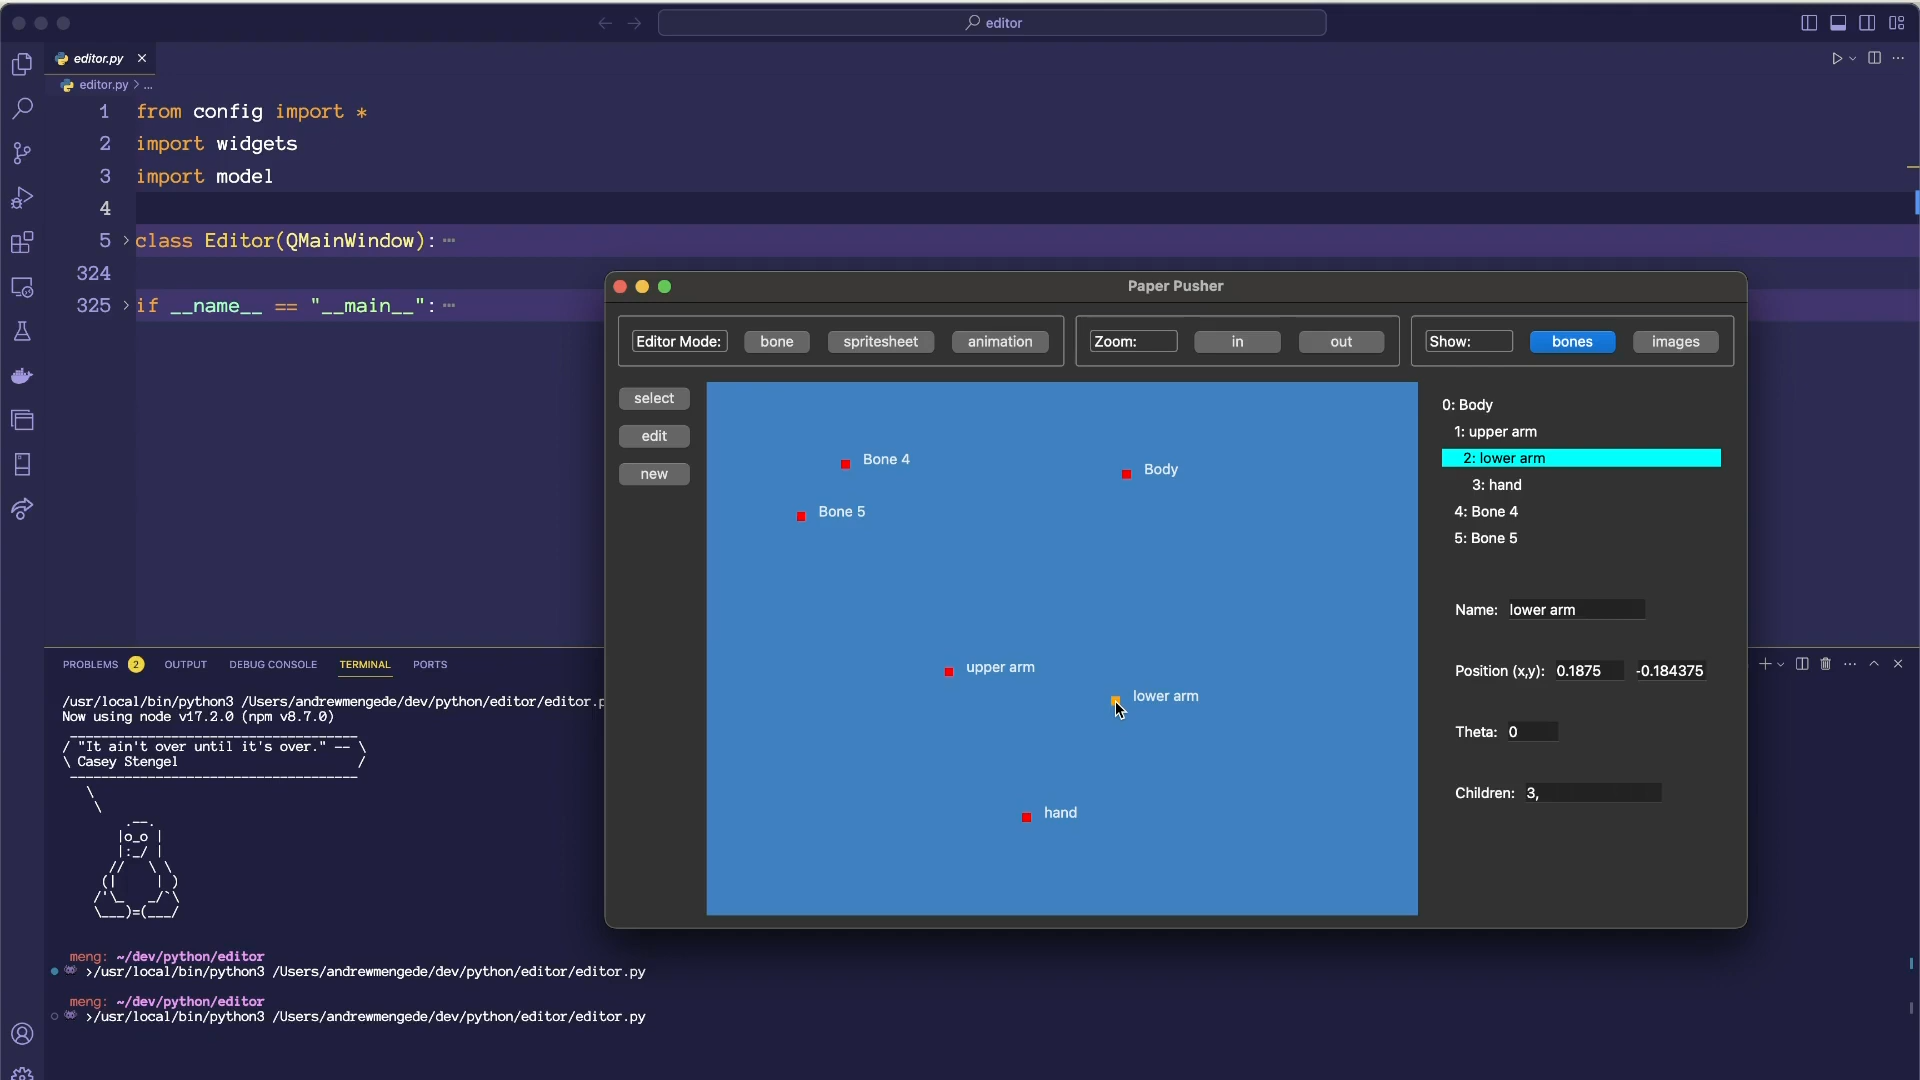 editor
editor.py
editor.py > ...
1 from config import *
2 import widgets
3 import model
4
5 class Editor(QMainWindow): ⋯
324
325 if __name__ == "__main__": ⋯
Paper Pusher
Editor Mode: bone spritesheet animation Zoom: in out Show: bones images
select
edit
new
Bone 4
Body
Bone 5
upper arm
lower arm
hand
0: Body
1: upper arm
2: lower arm
3: hand
4: Bone 4
5: Bone 5
Name: lower arm
Position (x,y): 0.1875 -0.184375
Theta: 0
Children: 3,
PROBLEMS 2 OUTPUT DEBUG CONSOLE TERMINAL PORTS
/usr/local/bin/python3 /Users/andrewmengede/dev/python/editor/editor.p
Now using node v17.2.0 (npm v8.7.0)
/ "It ain't over until it's over." -- \
\ Casey Stengel /
meng: ~/dev/python/editor
>/usr/local/bin/python3 /Users/andrewmengede/dev/python/editor/editor.py
meng: ~/dev/python/editor
>/usr/local/bin/python3 /Users/andrewmengede/dev/python/editor/editor.py